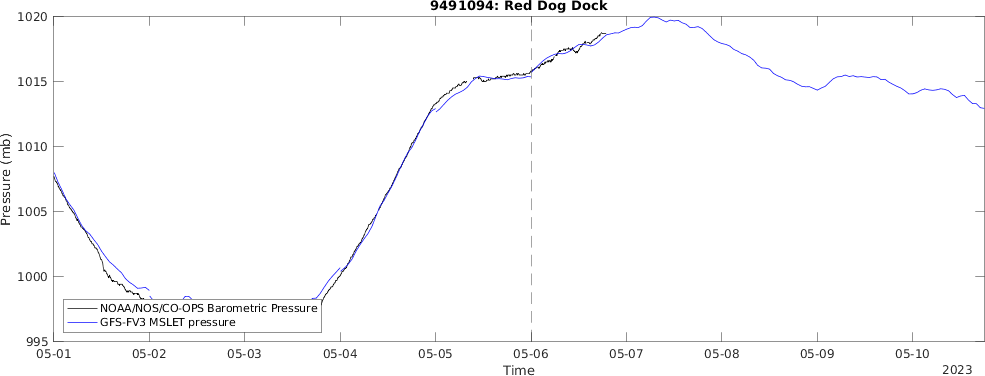 9491094: Red Dog Dock
Pressure (mb)
1020
1015
1010
1005
1000
995
NOAA/NOS/CO-OPS Barometric Pressure
GFS-FV3 MSLET pressure
05-01 05-02 05-03 05-04 05-05 05-06 05-07 05-08 05-09 05-10
Time
2023